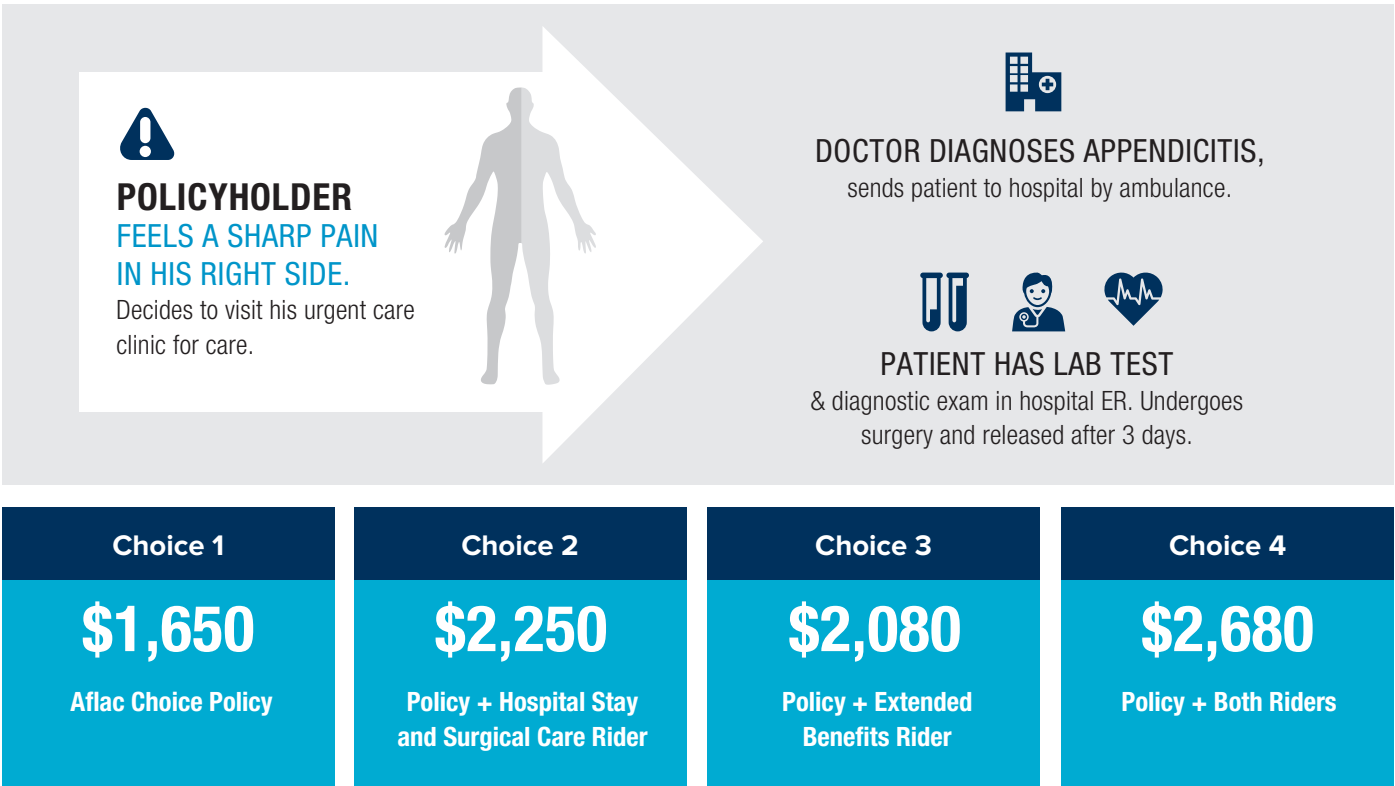 POLICYHOLDER
FEELS A SHARP PAIN
IN HIS RIGHT SIDE.
Decides to visit his urgent care
clinic for care.
DOCTOR DIAGNOSES APPENDICITIS,
sends patient to hospital by ambulance.
PATIENT HAS LAB TEST
& diagnostic exam in hospital ER. Undergoes
surgery and released after 3 days.
Choice 1
$1,650
Aflac Choice Policy
Choice 2
$2,250
Policy + Hospital Stay
and Surgical Care Rider
Choice 3
$2,080
Policy + Extended
Benefits Rider
Choice 4
$2,680
Policy + Both Riders